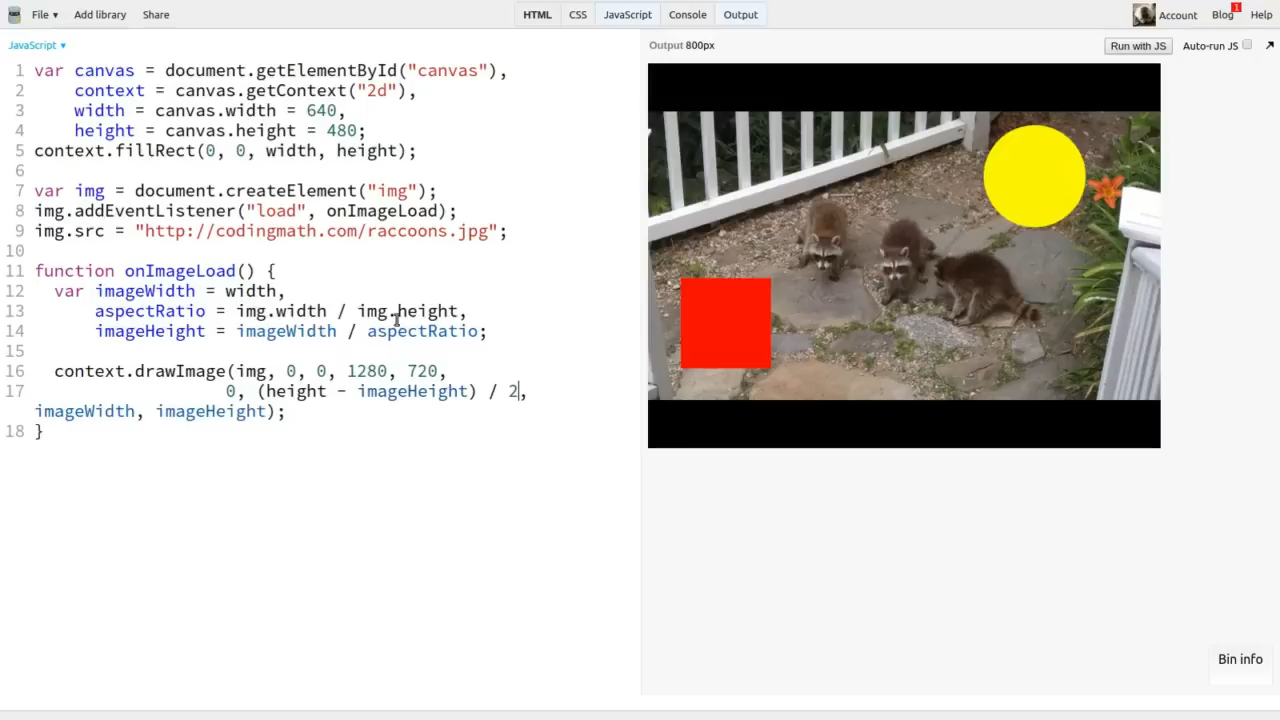 File ▾ Add library Share HTML CSS JavaScript Console Output Account Blog 1 Help
JavaScript ▾ Output 800px Run with JS Auto-run JS
1 var canvas = document.getElementById("canvas"),
2 context = canvas.getContext("2d"),
3 width = canvas.width = 640,
4 height = canvas.height = 480;
5 context.fillRect(0, 0, width, height);
6
7 var img = document.createElement("img");
8 img.addEventListener("load", onImageLoad);
9 img.src = "http://codingmath.com/raccoons.jpg";
10
11 function onImageLoad() {
12 var imageWidth = width,
13 aspectRatio = img.width / img.height,
14 imageHeight = imageWidth / aspectRatio;
15
16 context.drawImage(img, 0, 0, 1280, 720,
17 0, (height - imageHeight) / 2,
imageWidth, imageHeight);
18 }
Bin info